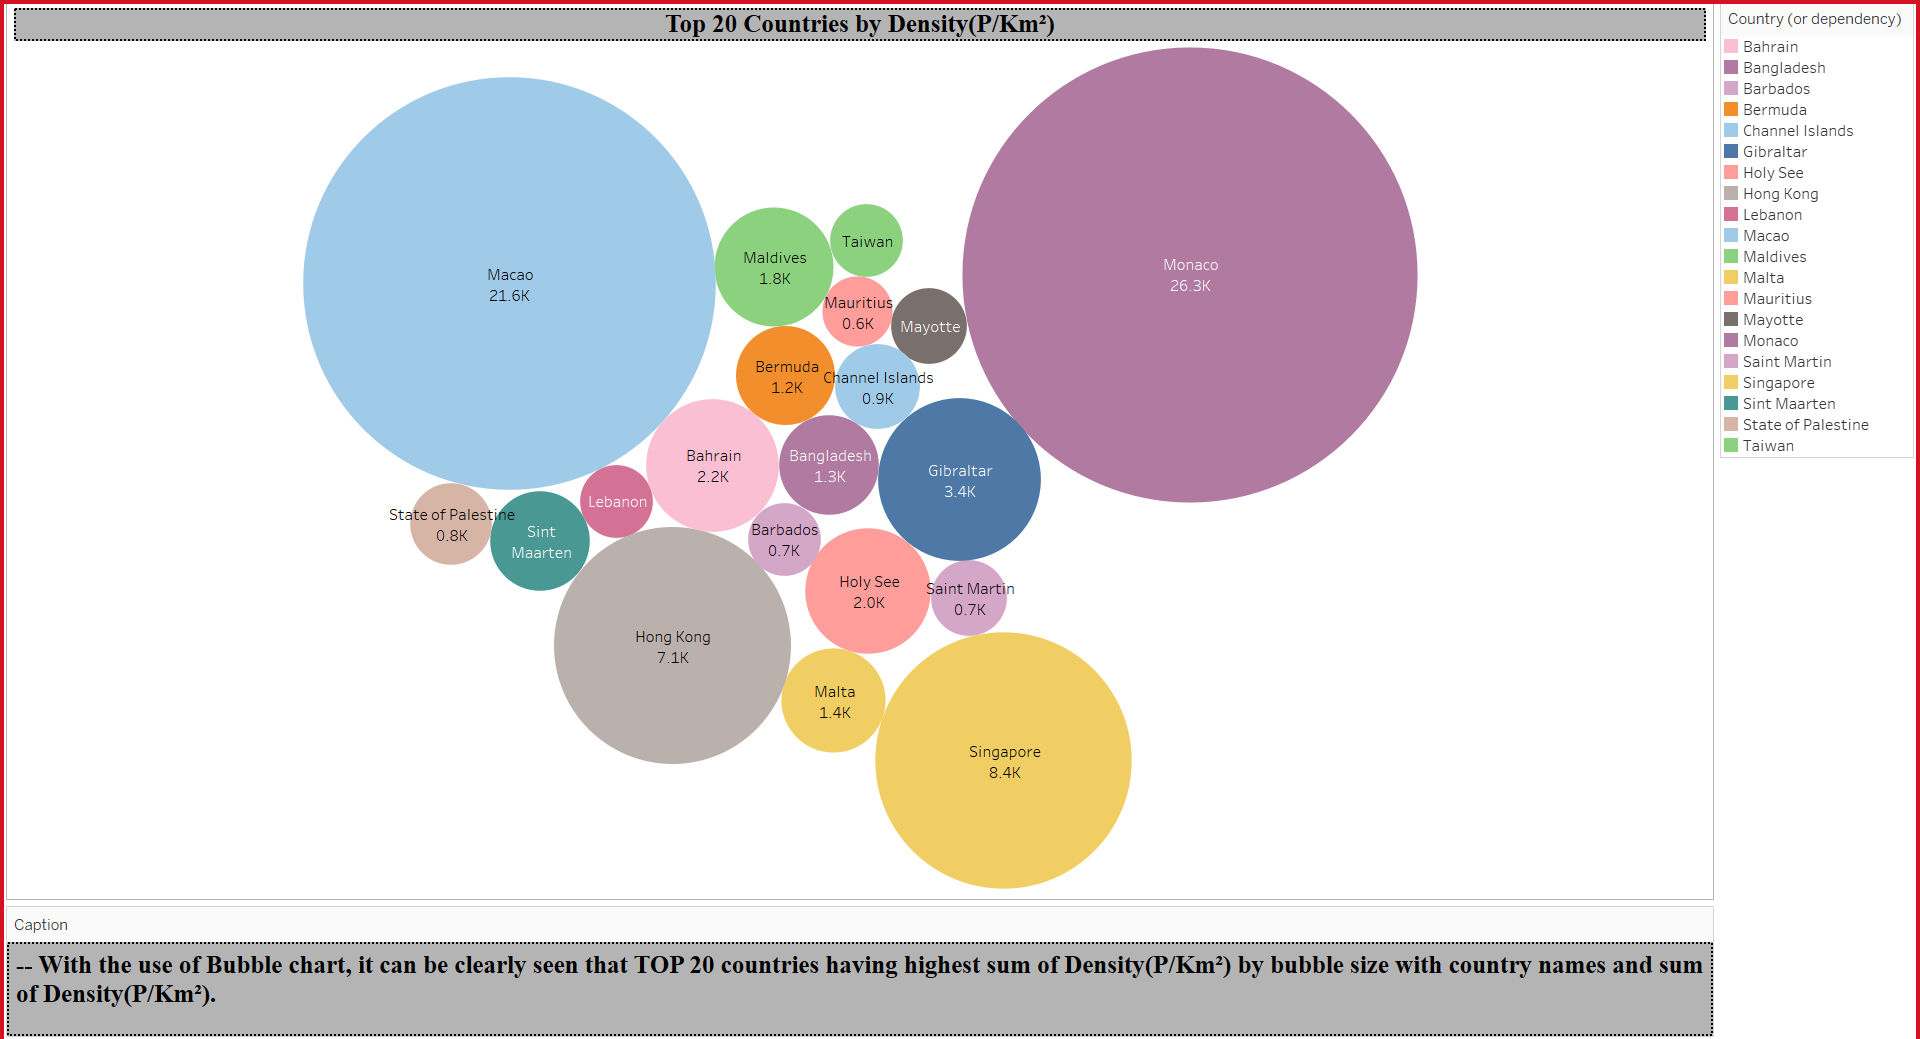 Top 20 Countries by Density(P/Km²)
Macao
21.6K
Monaco
26.3K
Maldives
1.8K
Taiwan
Mauritius
0.6K
Mayotte
Bermuda
1.2K
Channel Islands
0.9K
Bahrain
2.2K
Bangladesh
1.3K
Gibraltar
3.4K
Lebanon
State of Palestine
0.8K
Sint
Maarten
Barbados
0.7K
Holy See
2.0K
Saint Martin
0.7K
Hong Kong
7.1K
Malta
1.4K
Singapore
8.4K
Country (or dependency)
Bahrain
Bangladesh
Barbados
Bermuda
Channel Islands
Gibraltar
Holy See
Hong Kong
Lebanon
Macao
Maldives
Malta
Mauritius
Mayotte
Monaco
Saint Martin
Singapore
Sint Maarten
State of Palestine
Taiwan
Caption
-- With the use of Bubble chart, it can be clearly seen that TOP 20 countries having highest sum of Density(P/Km²) by bubble size with country names and sum
of Density(P/Km²).